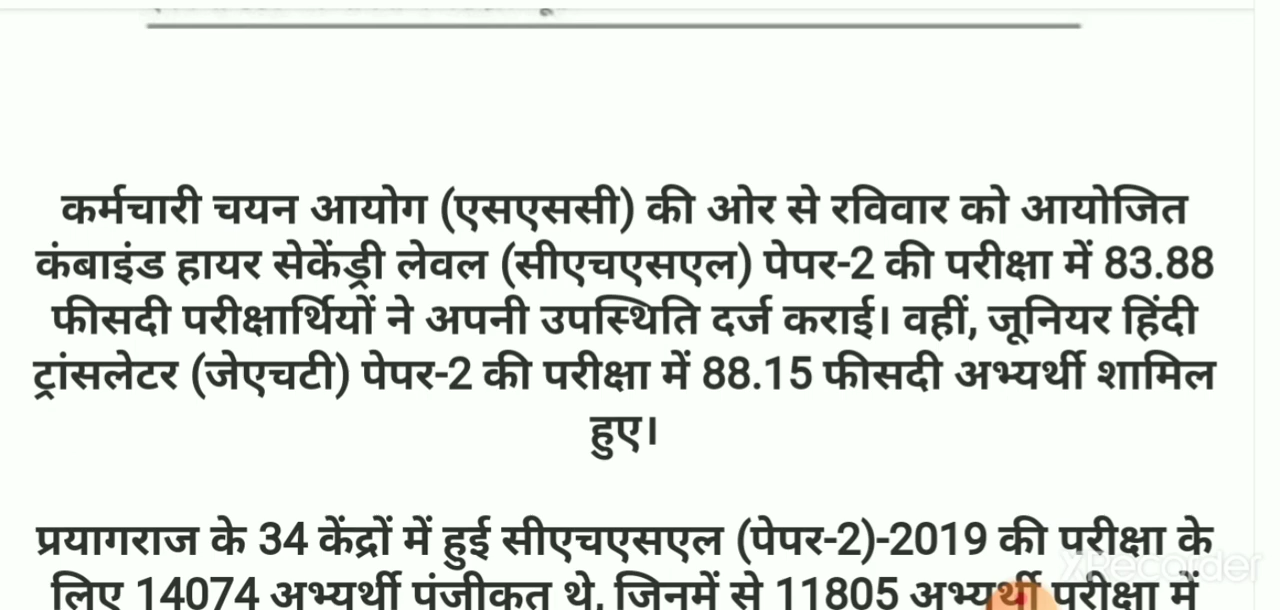 कर्मचारी चयन आयोग (एसएससी) की ओर से रविवार को आयोजित
कंबाइंड हायर सेकेंड्री लेवल (सीएचएसएल) पेपर-2 की परीक्षा में 83.88
फीसदी परीक्षार्थियों ने अपनी उपस्थिति दर्ज कराई। वहीं, जूनियर हिंदी
ट्रांसलेटर (जेएचटी) पेपर-2 की परीक्षा में 88.15 फीसदी अभ्यर्थी शामिल
हुए।
प्रयागराज के 34 केंद्रों में हुई सीएचएसएल (पेपर-2)-2019 की परीक्षा के
लिए 14074 अभ्यर्थी पंजीकृत थे, जिनमें से 11805 अभ्यर्थी परीक्षा में
XRecorder